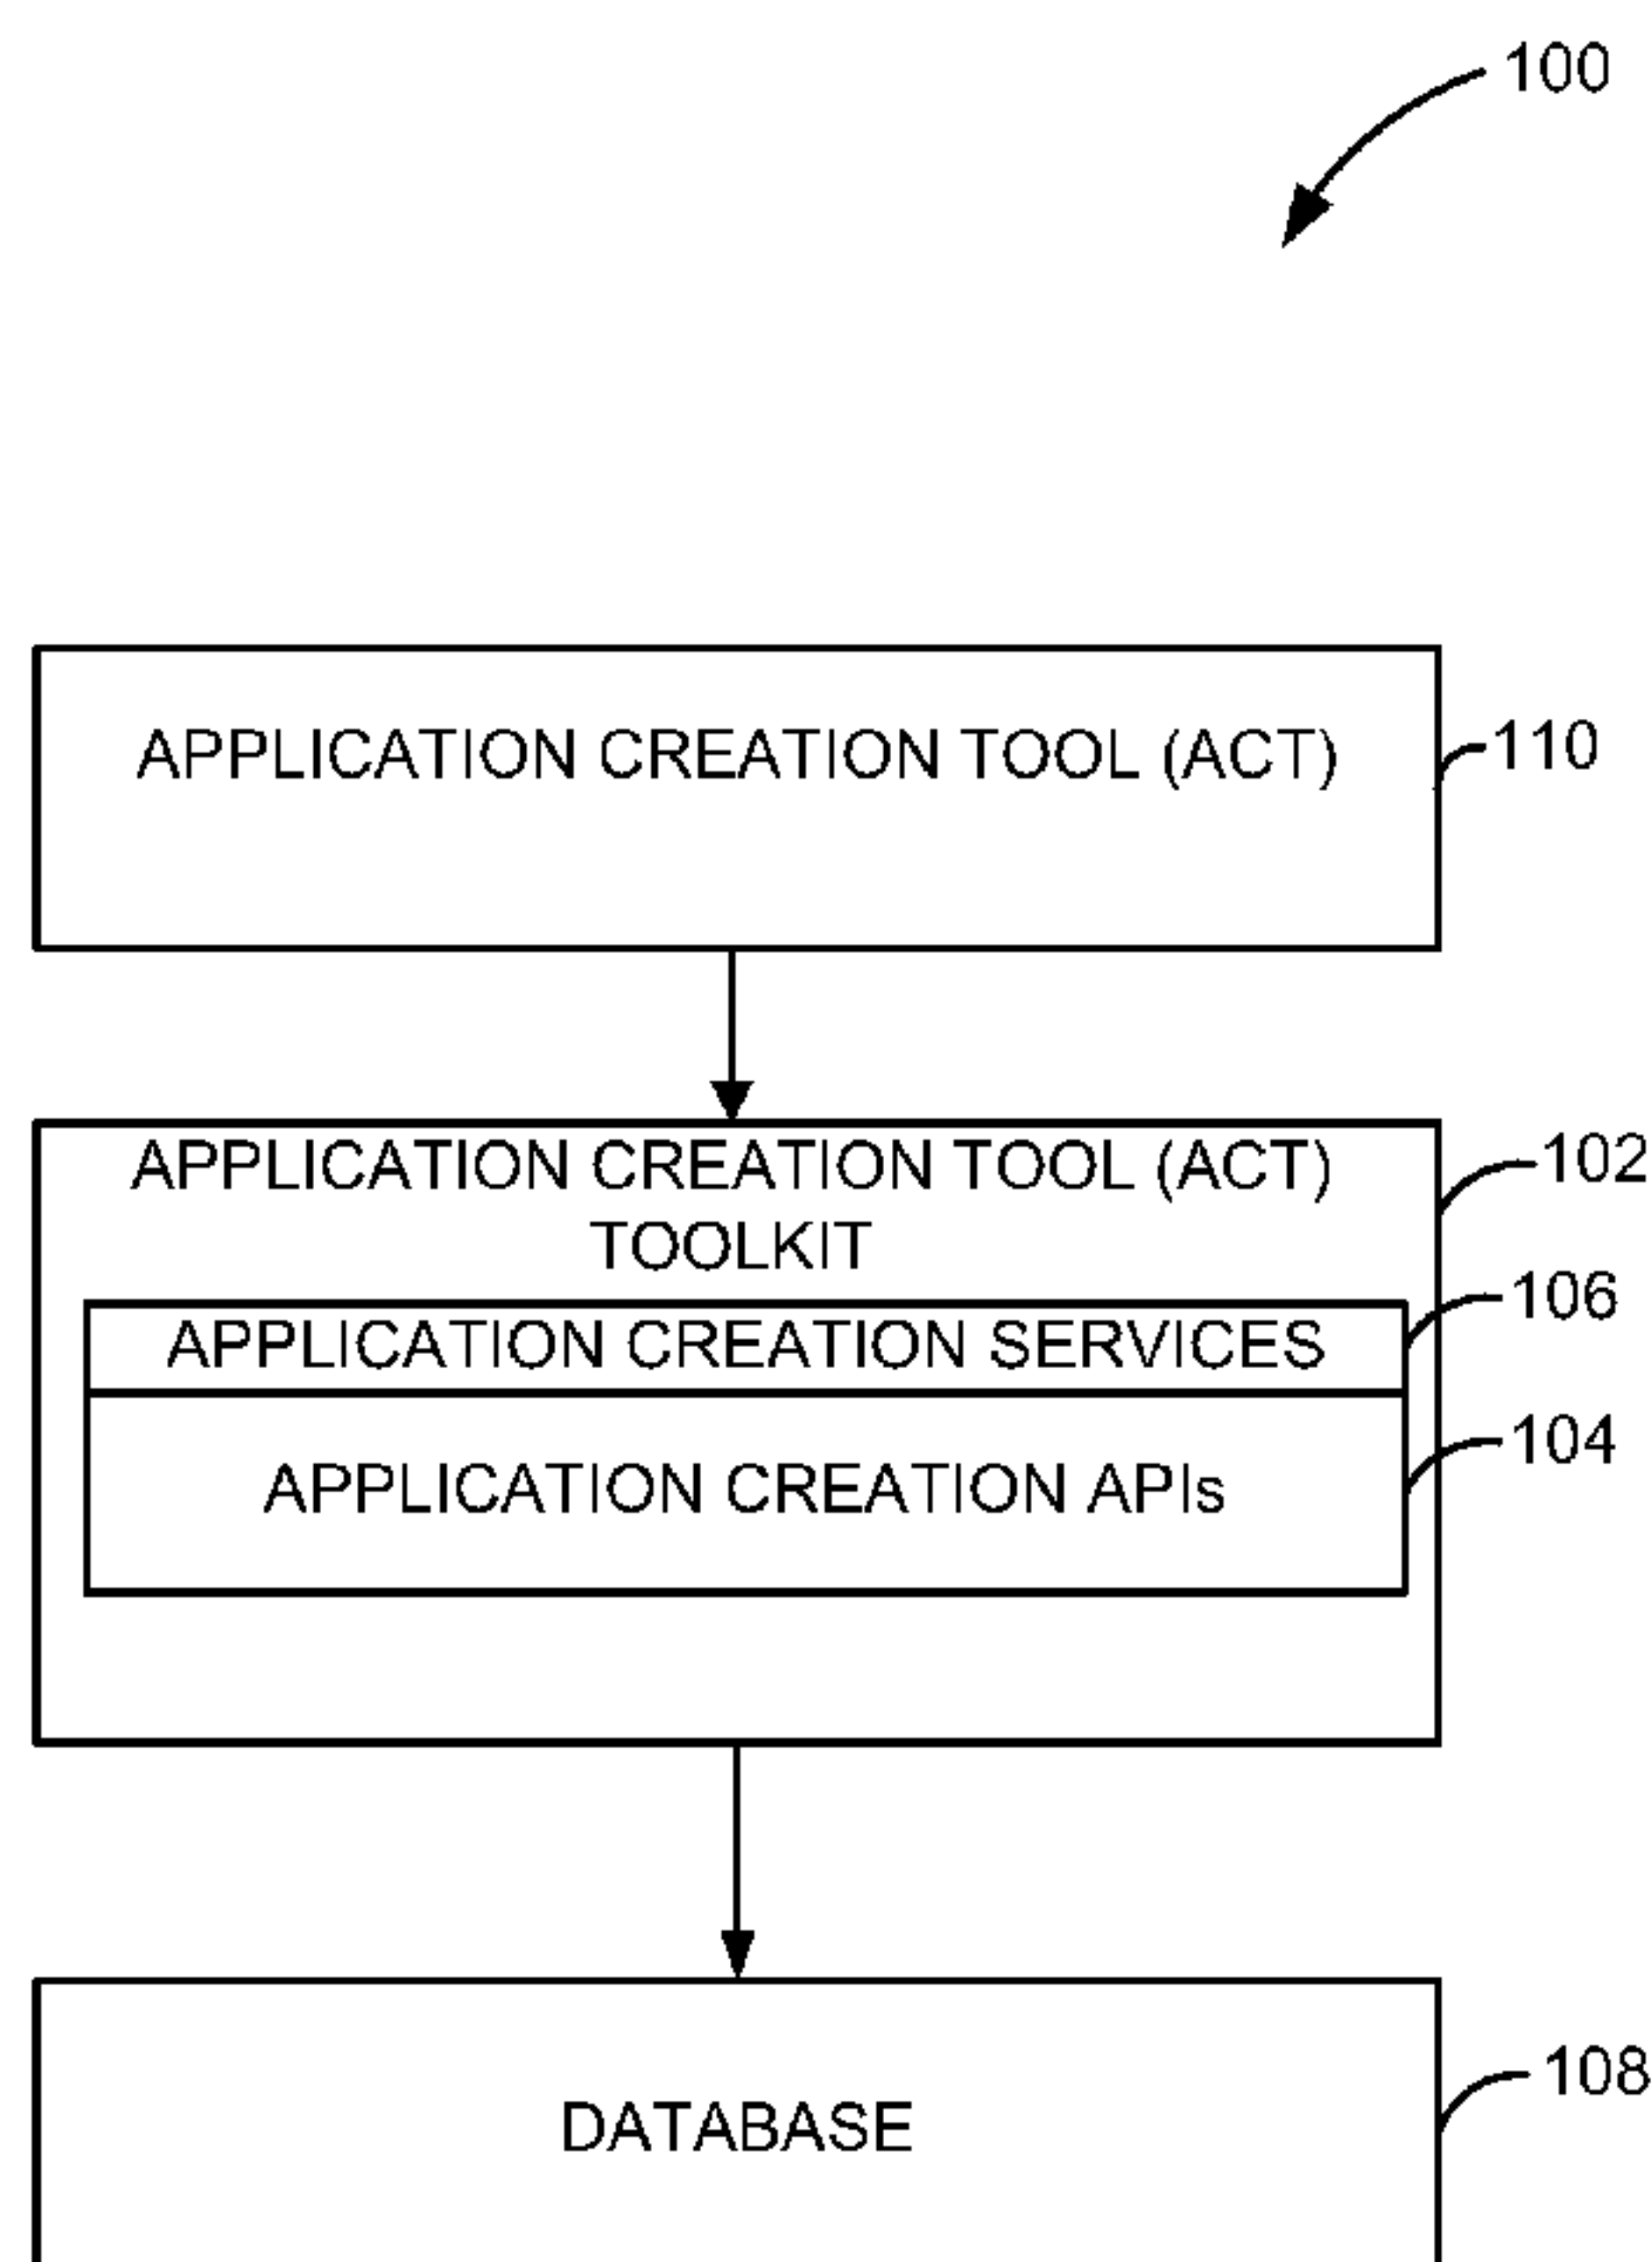 100
APPLICATION CREATION TOOL (ACT)
110
APPLICATION CREATION TOOL (ACT)
TOOLKIT
102
APPLICATION CREATION SERVICES
106
APPLICATION CREATION APIs
104
DATABASE
108